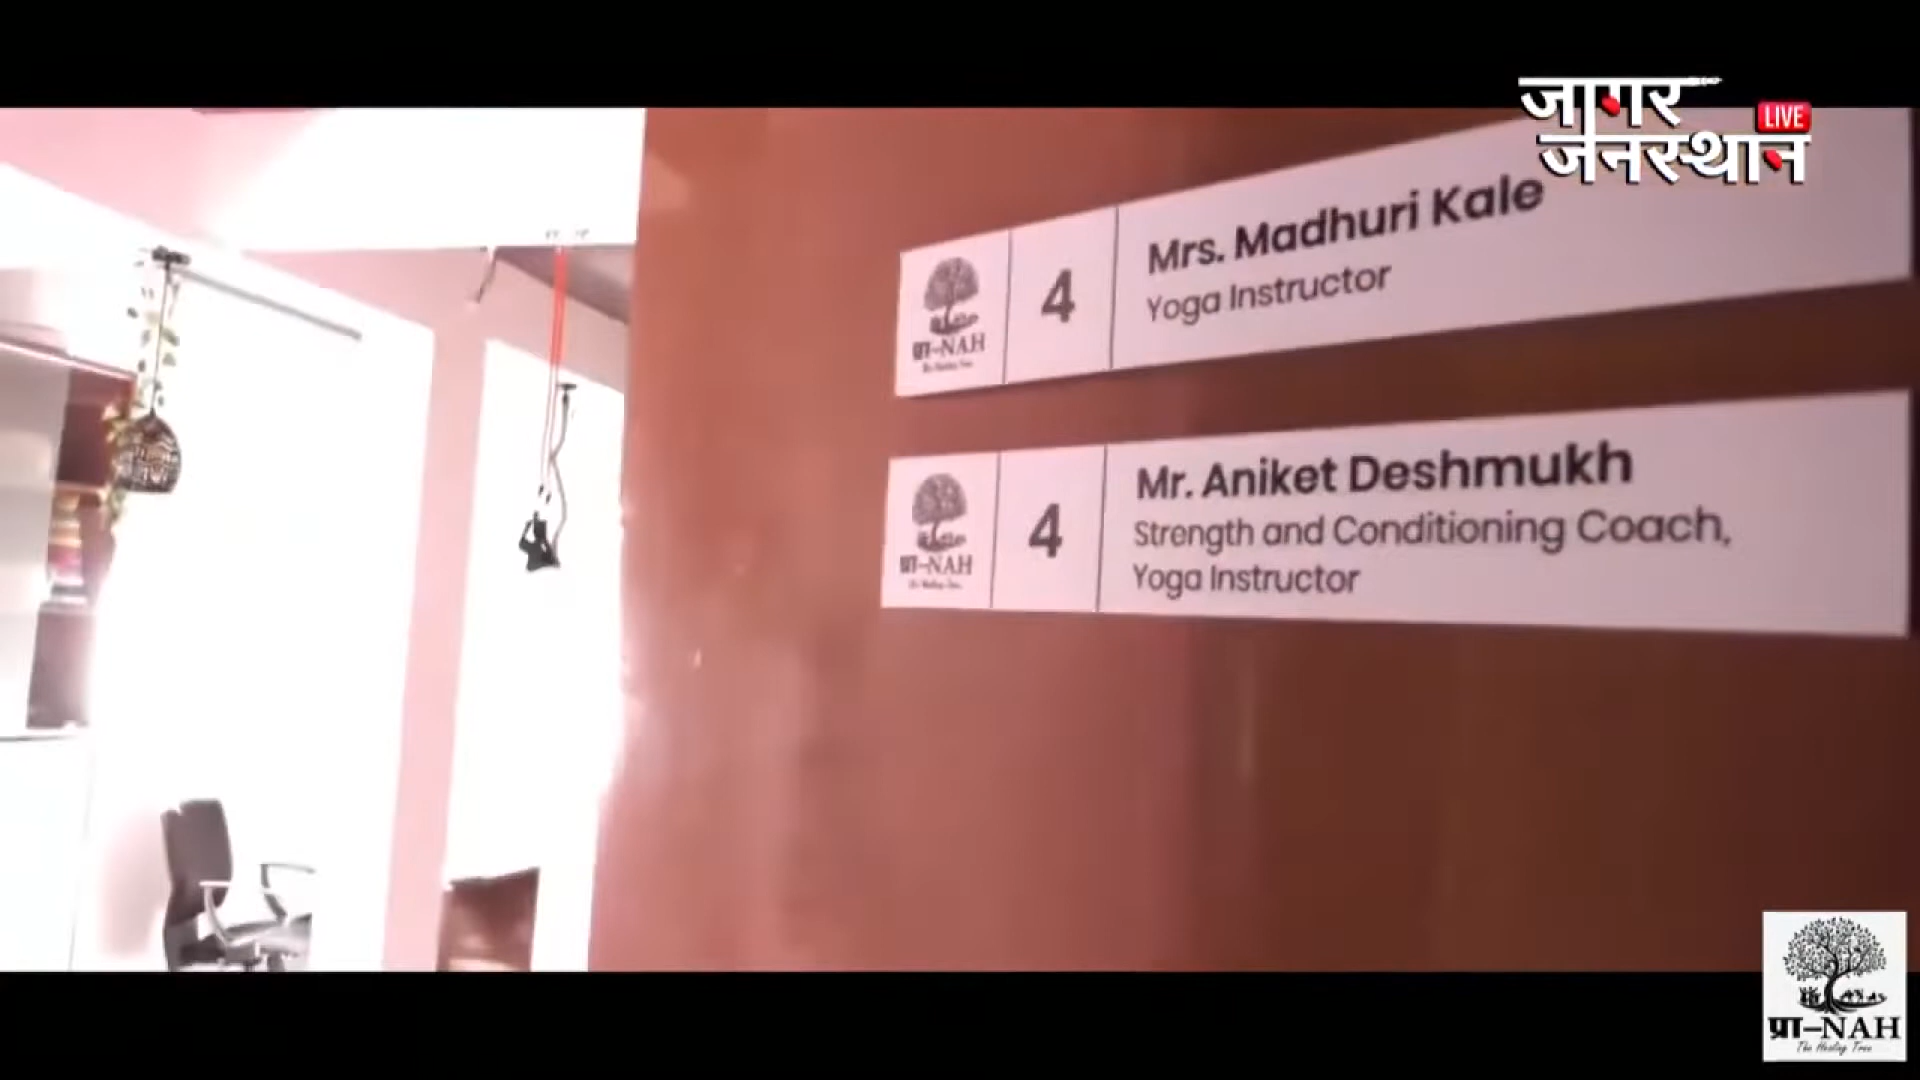 जागर
LIVE
जनस्थान
Mrs. Madhuri Kale
4
Yoga Instructor
प्रा-NAH
Mr. Aniket Deshmukh
4
Strength and Conditioning Coach,
Yoga Instructor
प्रा-NAH
प्रा-NAH
The Healing Tree